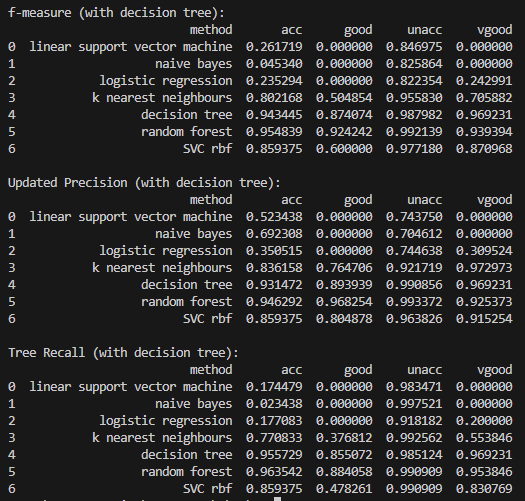 f-measure (with decision tree):
method acc good unacc vgood
0 linear support vector machine 0.261719 0.000000 0.846975 0.000000
1 naive bayes 0.045340 0.000000 0.825864 0.000000
2 logistic regression 0.235294 0.000000 0.822354 0.242991
3 k nearest neighbours 0.802168 0.504854 0.955830 0.705882
4 decision tree 0.943445 0.874074 0.987982 0.969231
5 random forest 0.954839 0.924242 0.992139 0.939394
6 SVC rbf 0.859375 0.600000 0.977180 0.870968
Updated Precision (with decision tree):
method acc good unacc vgood
0 linear support vector machine 0.523438 0.000000 0.743750 0.000000
1 naive bayes 0.692308 0.000000 0.704612 0.000000
2 logistic regression 0.350515 0.000000 0.744638 0.309524
3 k nearest neighbours 0.836158 0.764706 0.921719 0.972973
4 decision tree 0.931472 0.893939 0.990856 0.969231
5 random forest 0.946292 0.968254 0.993372 0.925373
6 SVC rbf 0.859375 0.804878 0.963826 0.915254
Tree Recall (with decision tree):
method acc good unacc vgood
0 linear support vector machine 0.174479 0.000000 0.983471 0.000000
1 naive bayes 0.023438 0.000000 0.997521 0.000000
2 logistic regression 0.177083 0.000000 0.918182 0.200000
3 k nearest neighbours 0.770833 0.376812 0.992562 0.553846
4 decision tree 0.955729 0.855072 0.985124 0.969231
5 random forest 0.963542 0.884058 0.990909 0.953846
6 SVC rbf 0.859375 0.478261 0.990909 0.830769